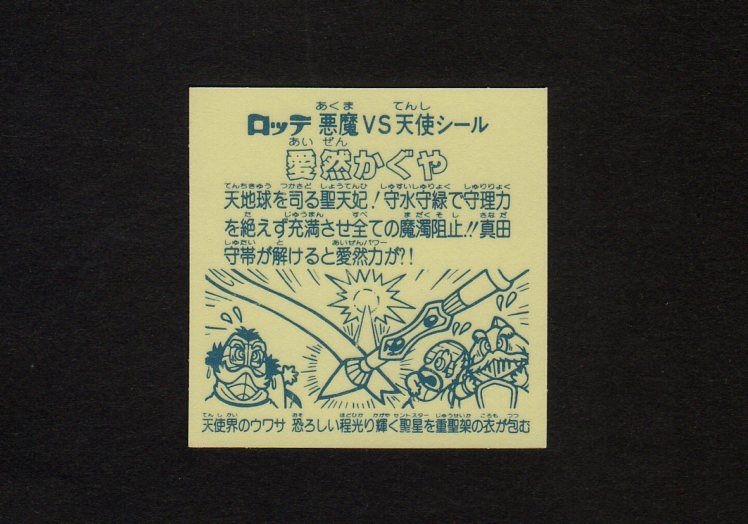 あくま てんし
ロッテ 悪魔VS天使シール
あい ぜん
愛然かぐや
てんちきゅう つかさど しょうてんひ しゅすいしゅりょく しゅりりょく
天地球を司る聖天妃!守水守緑で守理力
た じゅうまん すべ まだくそし さなだ
を絶えず充満させ全ての魔濁阻止!!真田
しゅだい と あいぜんパワー
守帯が解けると愛然力が?!
てんしかい おそ ほどひか かがや セントスター じゅうせいか ころも つつ
天使界のウワサ 恐ろしい程光り輝く聖星を重聖架の衣が包む